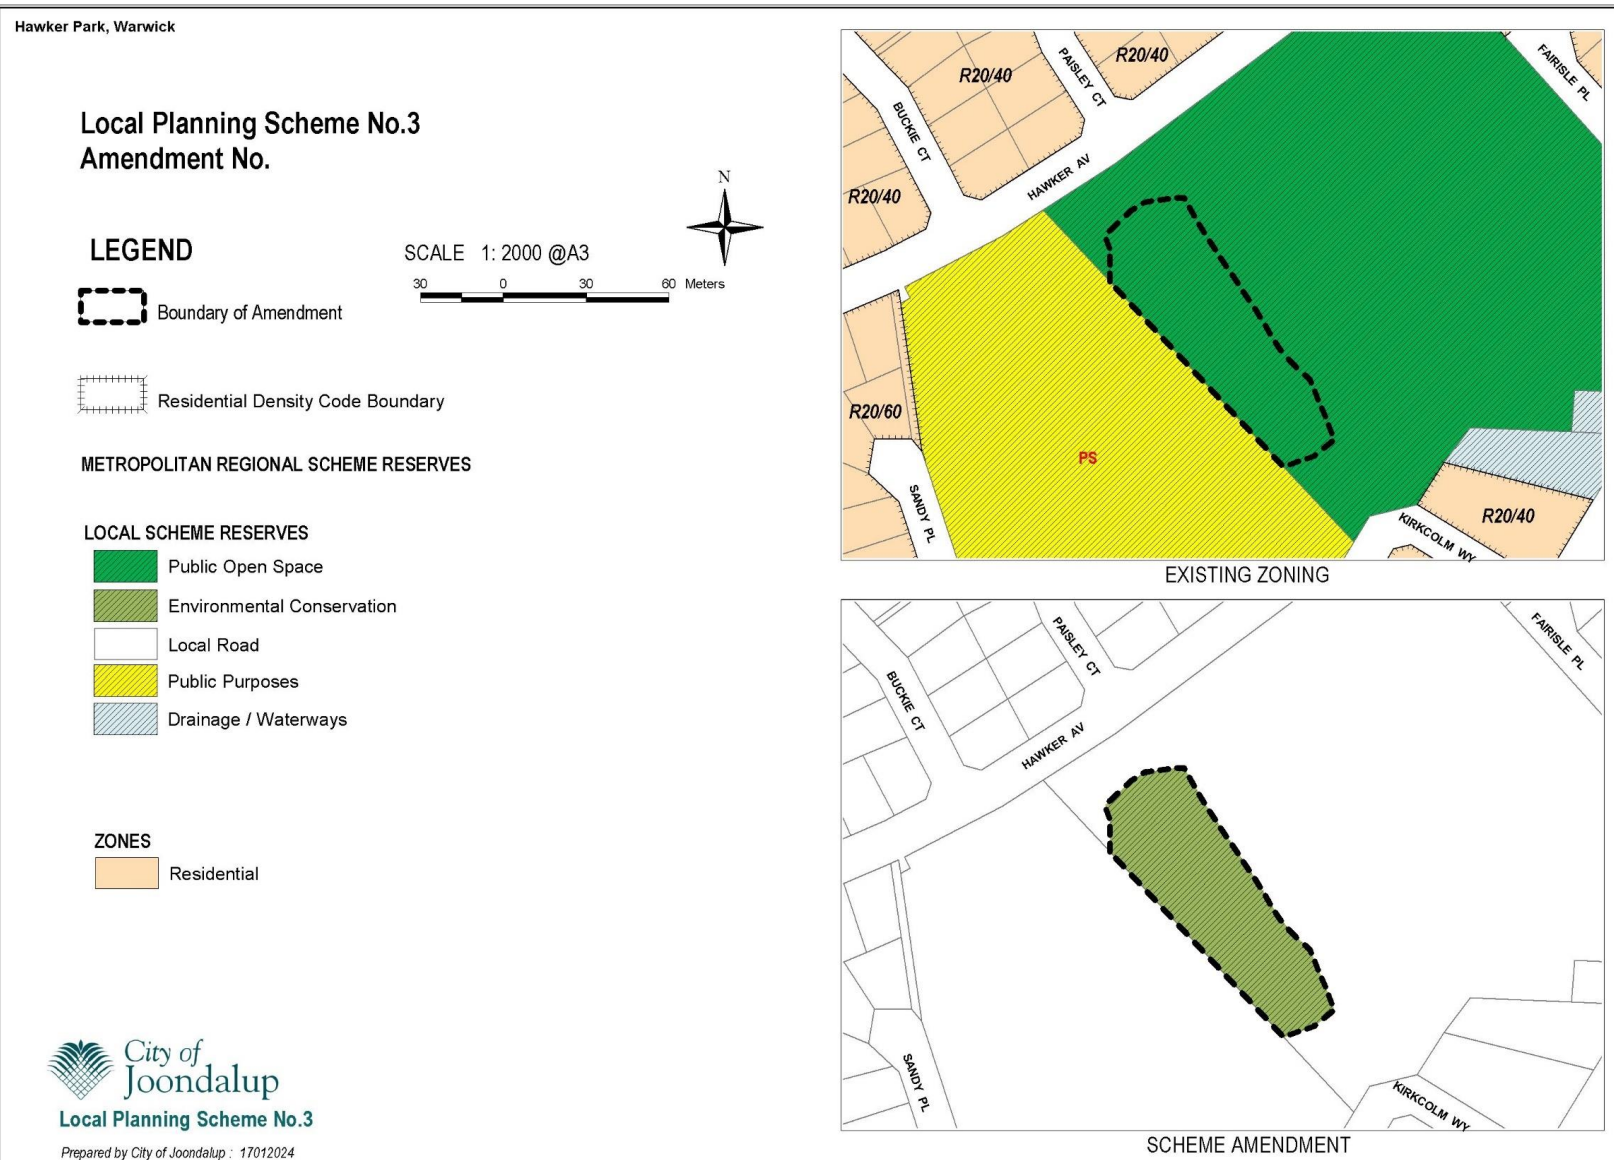 Hawker Park, Warwick
Local Planning Scheme No.3
Amendment No.
N
LEGEND
SCALE 1: 2000 @A3
30 0 30 60 Meters
Boundary of Amendment
Residential Density Code Boundary
METROPOLITAN REGIONAL SCHEME RESERVES
LOCAL SCHEME RESERVES
Public Open Space
Environmental Conservation
Local Road
Public Purposes
Drainage / Waterways
ZONES
Residential
City of
Joondalup
Local Planning Scheme No.3
Prepared by City of Joondalup : 17012024
R20/40
R20/40
PAISLEY CT
FAIRISLE PL
BUCKIE CT
HAWKER AV
R20/40
R20/60
PS
SANDY PL
R20/40
KIRKCOLM WY
EXISTING ZONING
PAISLEY CT
FAIRISLE PL
BUCKIE CT
HAWKER AV
SANDY PL
KIRKCOLM WY
SCHEME AMENDMENT